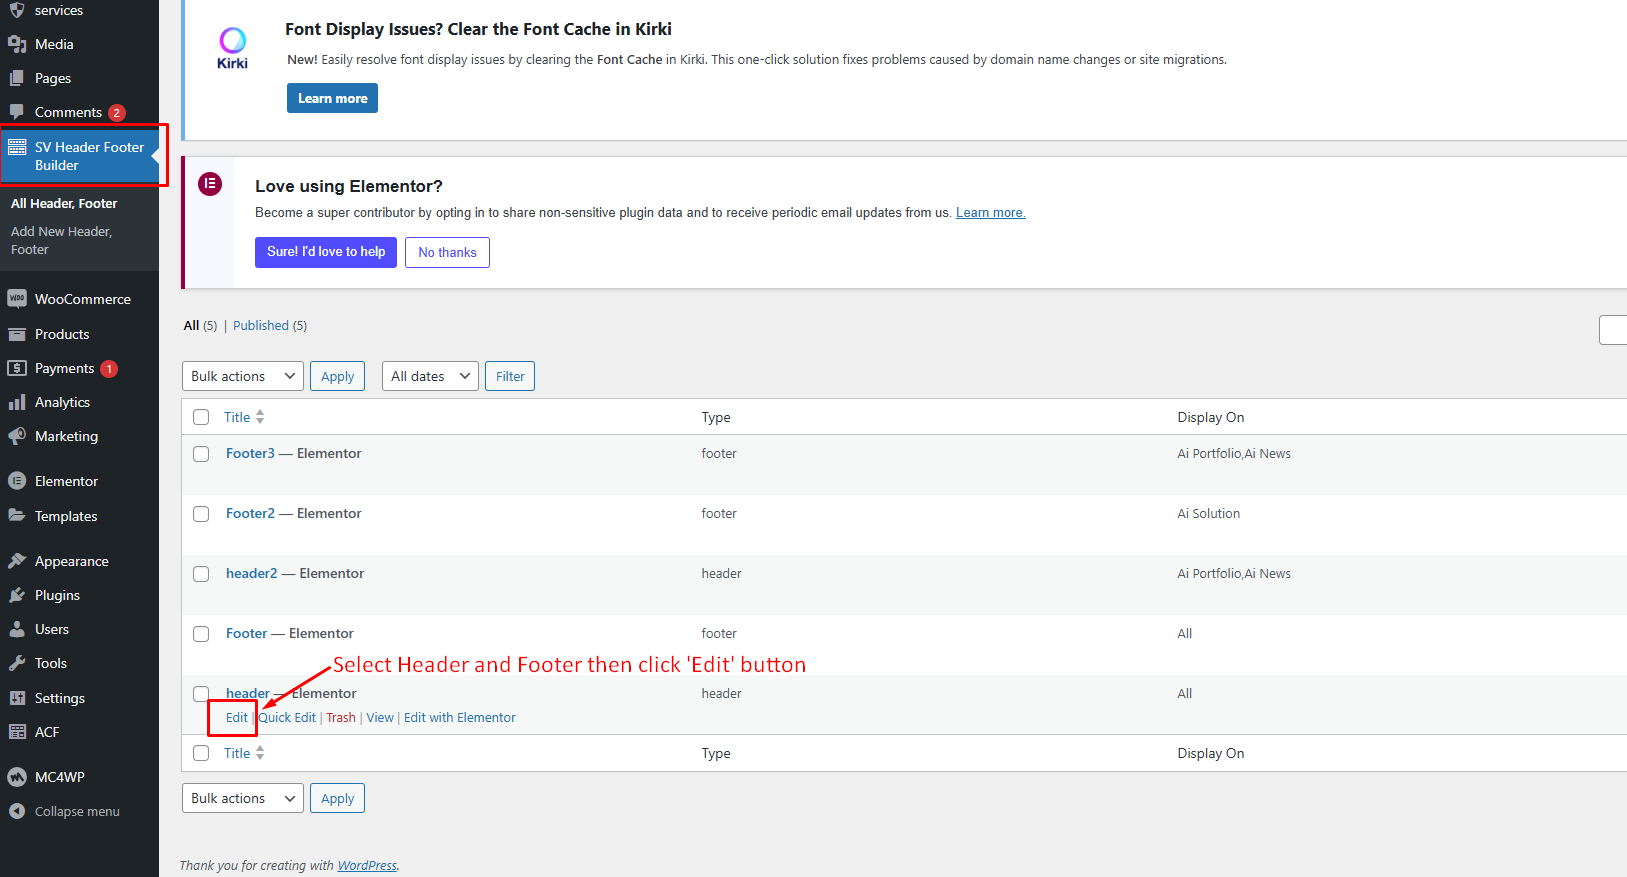 services
Media
Pages
Comments 2
SV Header Footer
Builder
All Header, Footer
Add New Header,
Footer
WooCommerce
Products
Payments 1
Analytics
Marketing
Elementor
Templates
Appearance
Plugins
Users
Tools
Settings
ACF
MC4WP
Collapse menu
Kirki
Font Display Issues? Clear the Font Cache in Kirki
New! Easily resolve font display issues by clearing the Font Cache in Kirki. This one-click solution fixes problems caused by domain name changes or site migrations.
Learn more
Love using Elementor?
Become a super contributor by opting in to share non-sensitive plugin data and to receive periodic email updates from us. Learn more.
Sure! I'd love to help No thanks
All (5) | Published (5)
Bulk actions Apply All dates Filter
Title Type Display On
Footer3 — Elementor footer Ai Portfolio,Ai News
Footer2 — Elementor footer Ai Solution
header2 — Elementor header Ai Portfolio,Ai News
Footer — Elementor footer All
Select Header and Footer then click 'Edit' button
header — Elementor header All
Edit | Quick Edit | Trash | View | Edit with Elementor
Title Type Display On
Bulk actions Apply
Thank you for creating with WordPress.